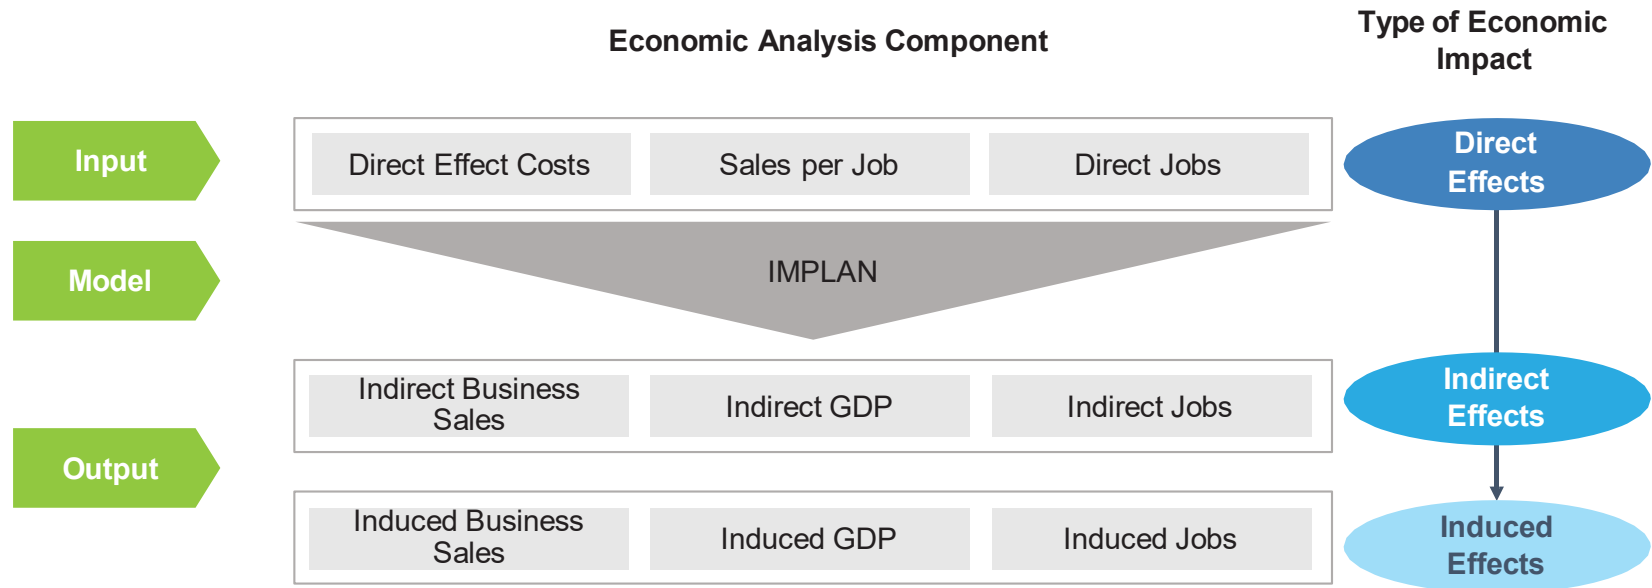 Economic Analysis Component
Type of Economic
Impact
Input
Direct Effect Costs
Sales per Job
Direct Jobs
Direct
Effects
Model
IMPLAN
Output
Indirect Business
Sales
Indirect GDP
Indirect Jobs
Indirect
Effects
Induced Business
Sales
Induced GDP
Induced Jobs
Induced
Effects